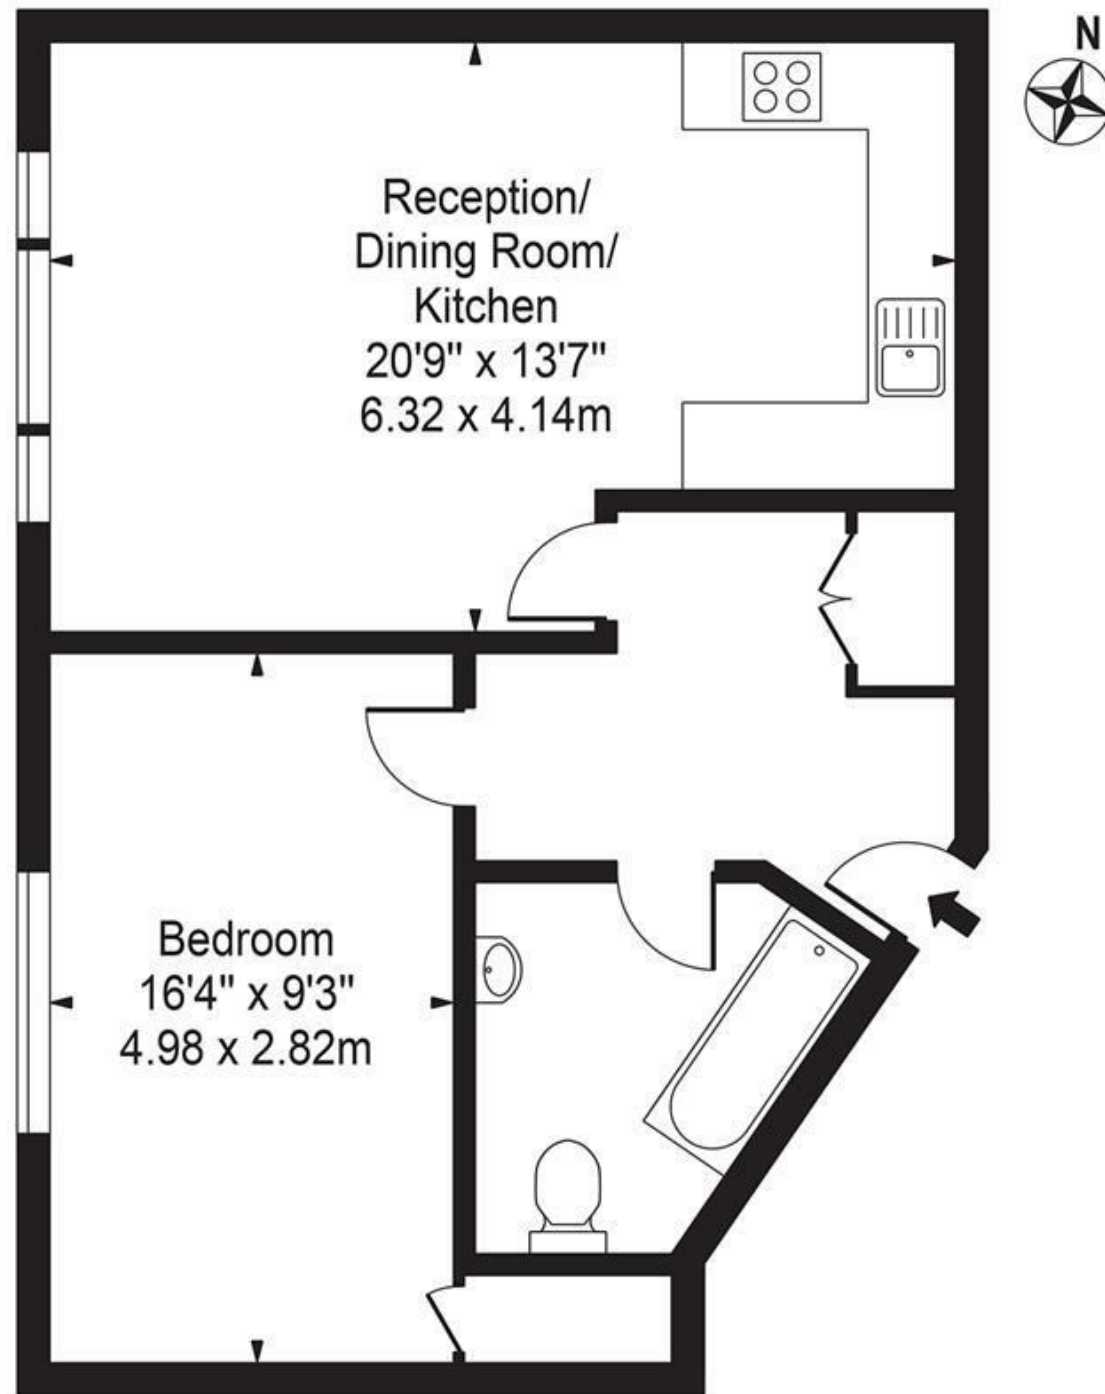 N
Reception/
Dining Room/
Kitchen
20'9" x 13'7"
6.32 x 4.14m
Bedroom
16'4" x 9'3"
4.98 x 2.82m